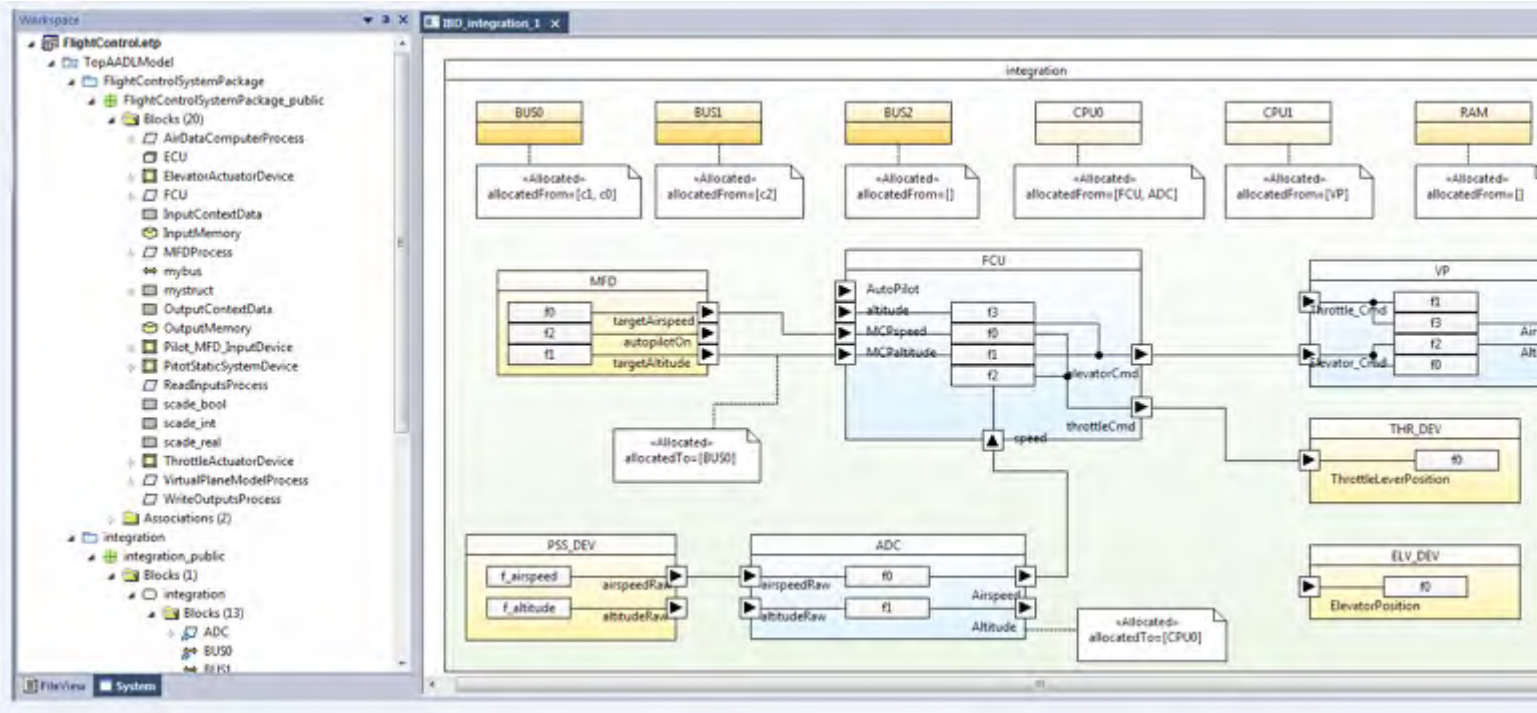 Workspace
FlightControl.etp
TopAADLModel
FlightControlSystemPackage
FlightControlSystemPackage_public
Blocks (20)
AirDataComputerProcess
ECU
ElevatorActuatorDevice
FCU
InputContextData
InputMemory
MFDProcess
mybus
mystruct
OutputContextData
OutputMemory
Pilot_MFD_InputDevice
PitotStaticSystemDevice
ReadInputsProcess
scade_bool
scade_int
scade_real
ThrottleActuatorDevice
VirtualPlaneModelProcess
WriteOutputsProcess
Associations (2)
integration
integration_public
Blocks (1)
integration
Blocks (13)
ADC
BUS0
BUS1
FileView System
IBD_integration_1
integration
BUS0
«Allocated»
allocatedFrom=[c1, c0]
BUS1
«Allocated»
allocatedFrom=[c2]
BUS2
«Allocated»
allocatedFrom=[]
CPU0
«Allocated»
allocatedFrom=[FCU, ADC]
CPU1
«Allocated»
allocatedFrom=[VP]
RAM
«Allocated»
allocatedFrom=[]
MFD
f0
f2
f1
targetAirspeed
autopilotOn
targetAltitude
«Allocated»
allocatedTo=[BUS0]
FCU
AutoPilot
altitude
MCPspeed
MCPaltitude
f3
f0
f1
f2
elevatorCmd
throttleCmd
speed
VP
Throttle_Cmd
Elevator_Cmd
f1
f3
f2
f0
Air
Alt
THR_DEV
f0
ThrottleLeverPosition
PSS_DEV
f_airspeed
f_altitude
airspeedRaw
altitudeRaw
ADC
airspeedRaw
altitudeRaw
f0
f1
Airspeed
Altitude
«Allocated»
allocatedTo=[CPU0]
ELV_DEV
f0
ElevatorPosition